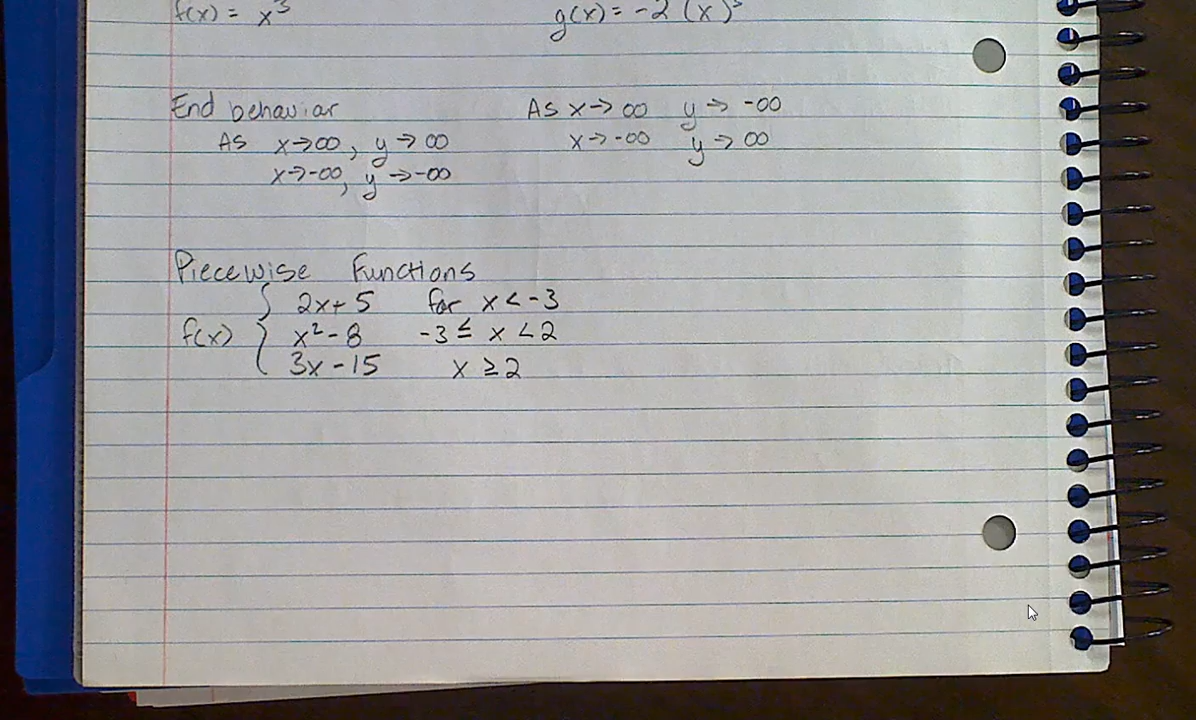 f(x) = x³ g(x) = -2 (x)³
End behavior As x→∞ y→ -∞
As x→∞, y→∞ x→-∞ y→∞
x→-∞, y→-∞
Piecewise Functions
f(x) { 2x+5 for x < -3
x²-8 -3 ≤ x < 2
3x-15 x ≥ 2